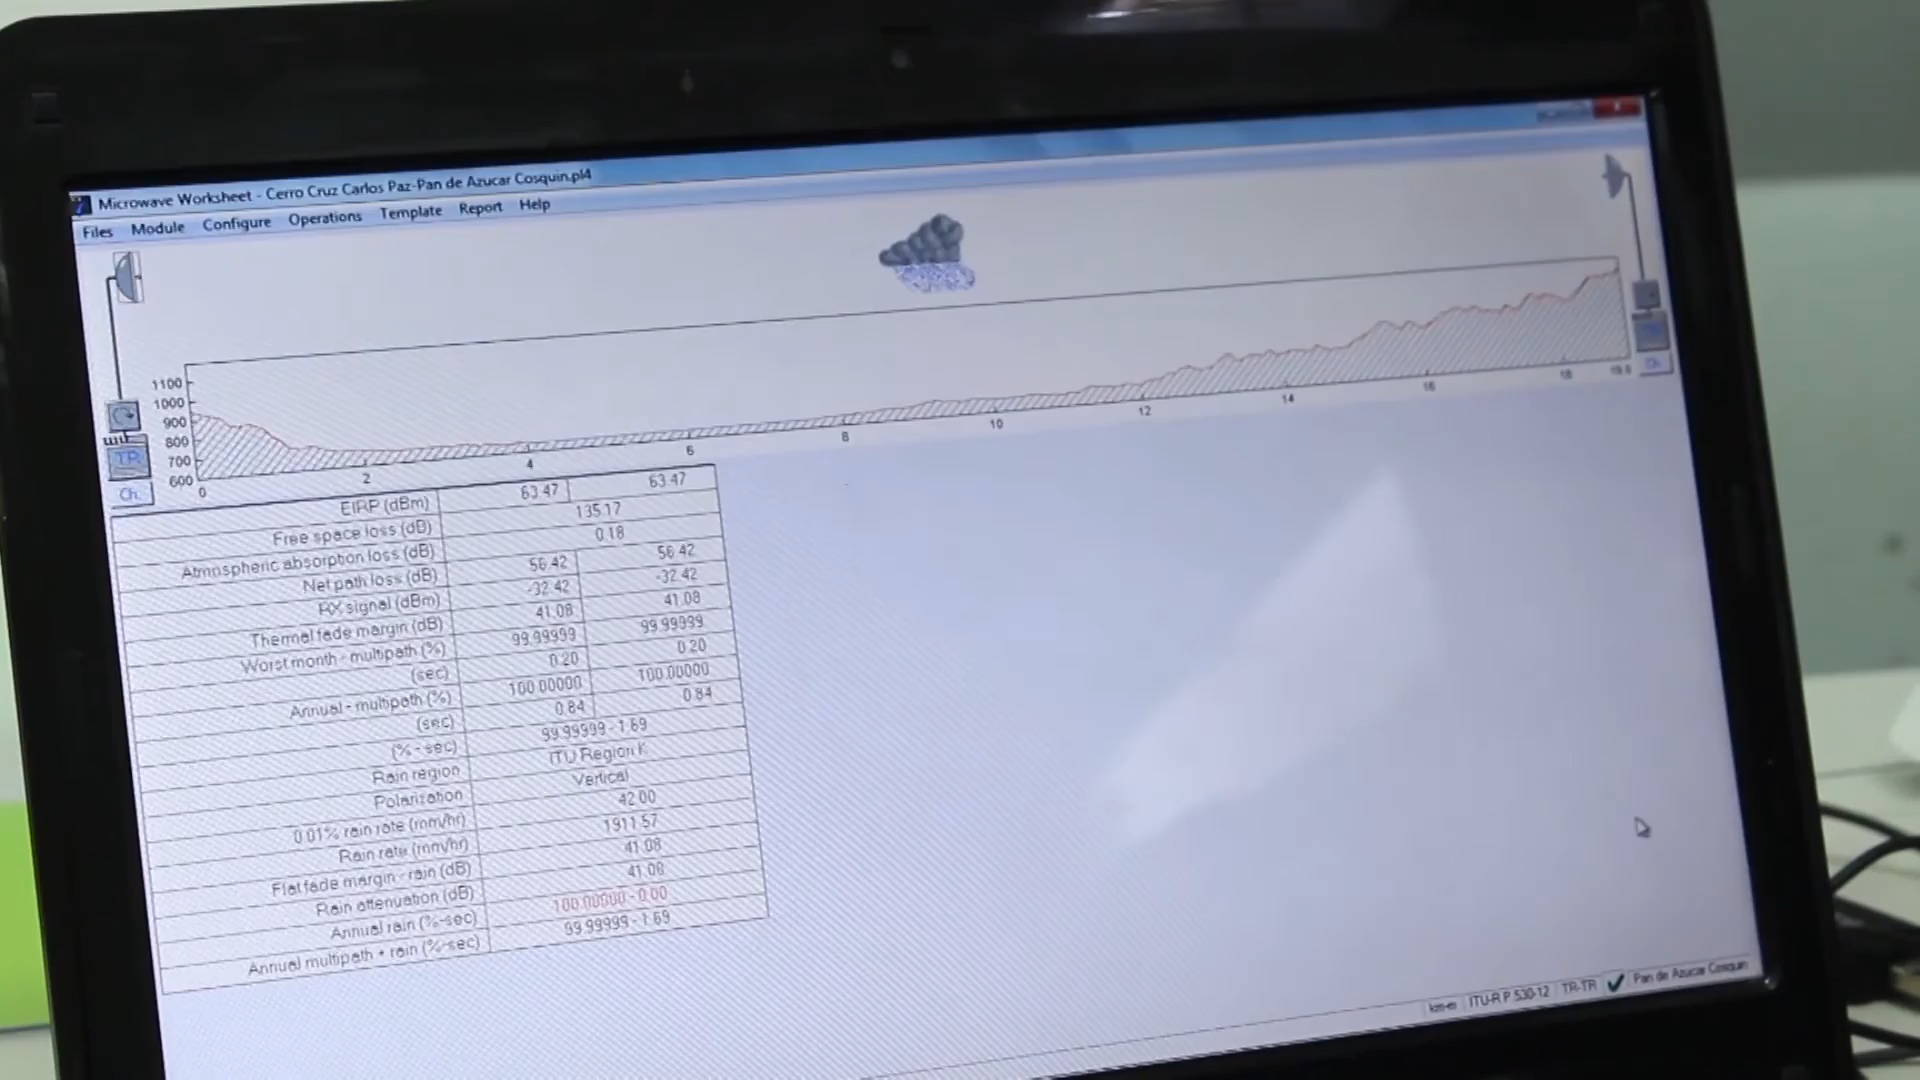 Microwave Worksheet - Cerro Cruz Carlos Paz-Pan de Azucar Cosquin.pl4
Files Module Configure Operations Template Report Help
1100
1000
900
800
700
600
0 2 4 6 8 10 12 14 16 18
TR
Ch.
EIRP (dBm) 63.47 63.47
Free space loss (dB) 135.17
Atmospheric absorption loss (dB) 0.18
Net path loss (dB) 56.42 56.42
RX signal (dBm) -32.42 -32.42
Thermal fade margin (dB) 41.08 41.08
Worst month - multipath (%) 99.99999 99.99999
(sec) 0.20 0.20
Annual - multipath (%) 100.00000 100.00000
(sec) 0.84 0.84
(% - sec) 99.99999 - 1.69
Rain region ITU Region K
Polarization Vertical
0.01% rain rate (mm/hr) 42.00
Rain rate (mm/hr) 1911.57
Flat fade margin - rain (dB) 41.08
Rain attenuation (dB) 41.08
Annual rain (%-sec) 100.00000 - 0.00
Annual multipath + rain (%-sec) 99.99999 - 1.69
km-m ITU-R P.530-12 TR-TR Pan de Azucar Cosquin